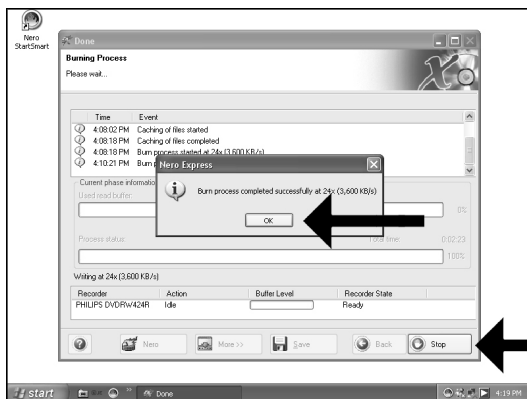 Nero
StartSmart
Done
Burning Process
Please wait...
Time Event
4:08:02 PM Caching of files started
4:08:18 PM Caching of files completed
4:08:18 PM Burn process started at 24x (3,600 KB/s)
4:10:21 PM Burn
Nero Express
Burn process completed successfully at 24x (3,600 KB/s)
OK
Current phase information
Used read buffer:
0%
Process status:
Total time: 0:02:23
100%
Writing at 24x (3,600 KB/s)
Recorder Action Buffer Level Recorder State
PHILIPS DVDRW424R Idle Ready
Nero More >> Save Back Stop
start Done 4:19 PM